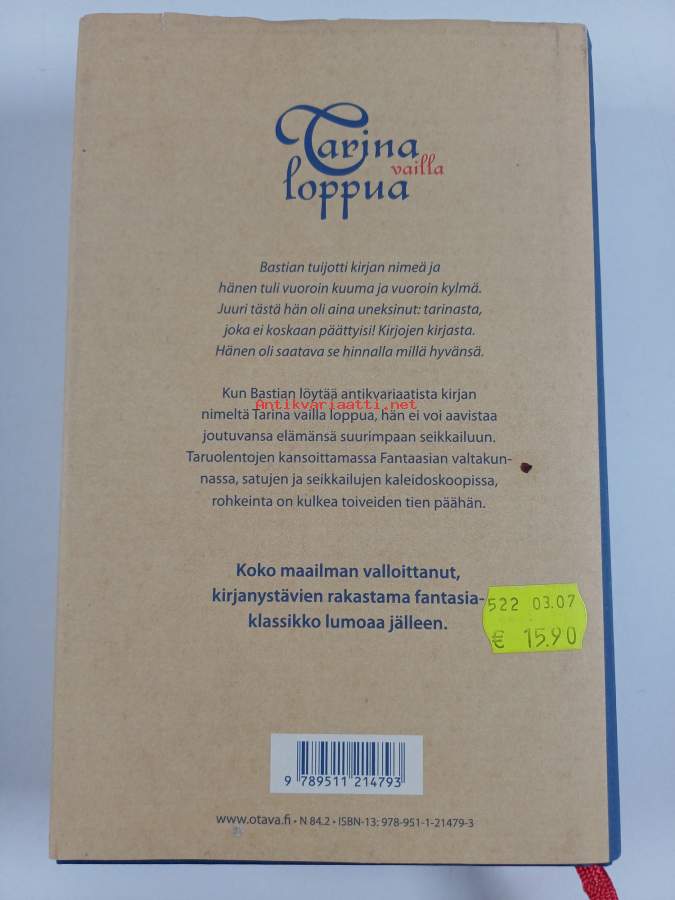 Tarina
vailla
loppua
Bastian tuijotti kirjan nimeä ja
hänen tuli vuoroin kuuma ja vuoroin kylmä.
Juuri tästä hän oli aina uneksinut: tarinasta,
joka ei koskaan päättyisi! Kirjojen kirjasta.
Hänen oli saatava se hinnalla millä hyvänsä.
Kun Bastian löytää antikvariaatista kirjan
Antikvariaatti.net
nimeltä Tarina vailla loppua, hän ei voi aavistaa
joutuvansa elämänsä suurimpaan seikkailuun.
Taruolentojen kansoittamassa Fantaasian valtakun-
nassa, satujen ja seikkailujen kaleidoskoopissa,
rohkeinta on kulkea toiveiden tien päähän.
Koko maailman valloittanut,
kirjanystävien rakastama fantasia-
klassikko lumoaa jälleen.
522 03.07
€ 15.90
9 789511 214793
www.otava.fi • N 84.2 • ISBN-13: 978-951-1-21479-3